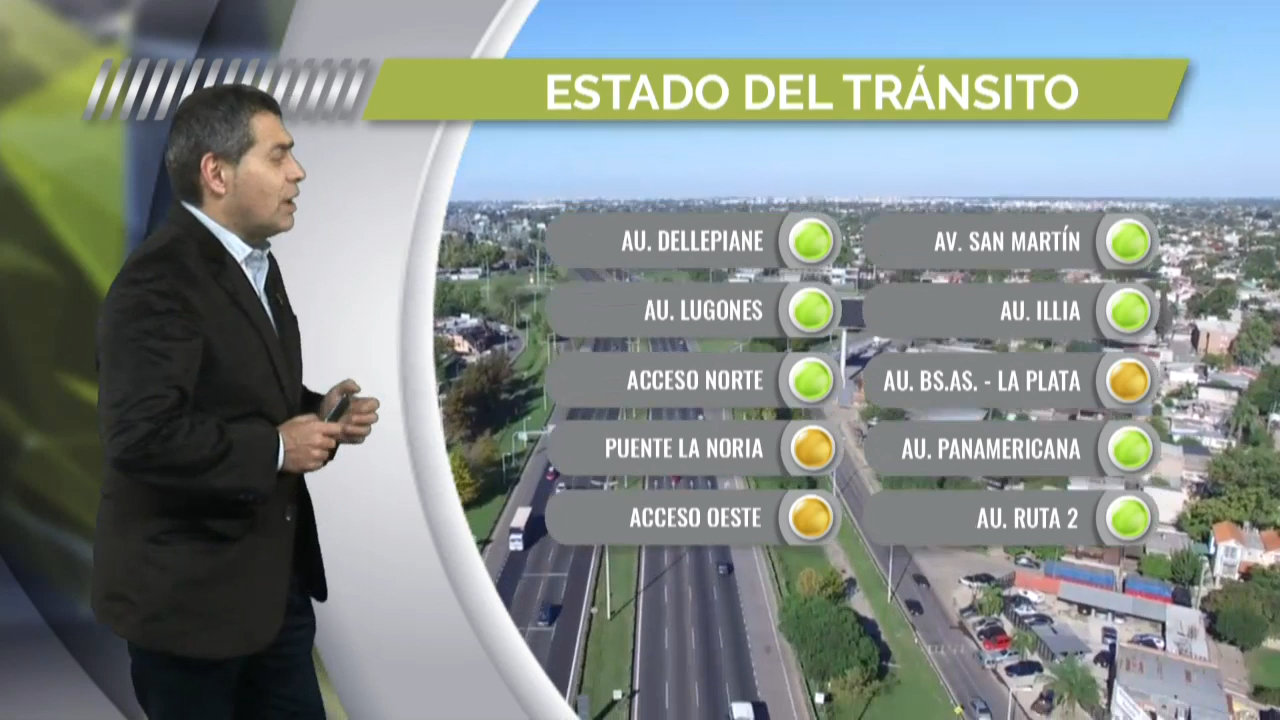 ESTADO DEL TRÁNSITO
AU. DELLEPIANE
AU. LUGONES
ACCESO NORTE
PUENTE LA NORIA
ACCESO OESTE
AV. SAN MARTÍN
AU. ILLIA
AU. BS.AS. - LA PLATA
AU. PANAMERICANA
AU. RUTA 2